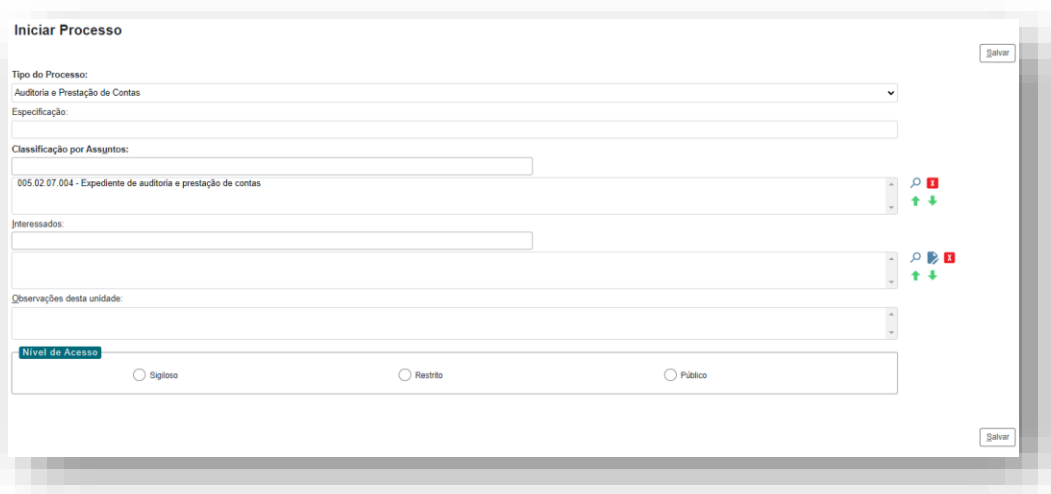 Iniciar Processo
Salvar
Tipo do Processo:
Auditoria e Prestação de Contas
Especificação:
Classificação por Assuntos:
005.02.07.004 - Expediente de auditoria e prestação de contas
Interessados:
Observações desta unidade:
Nível de Acesso
Sigiloso Restrito Público
Salvar